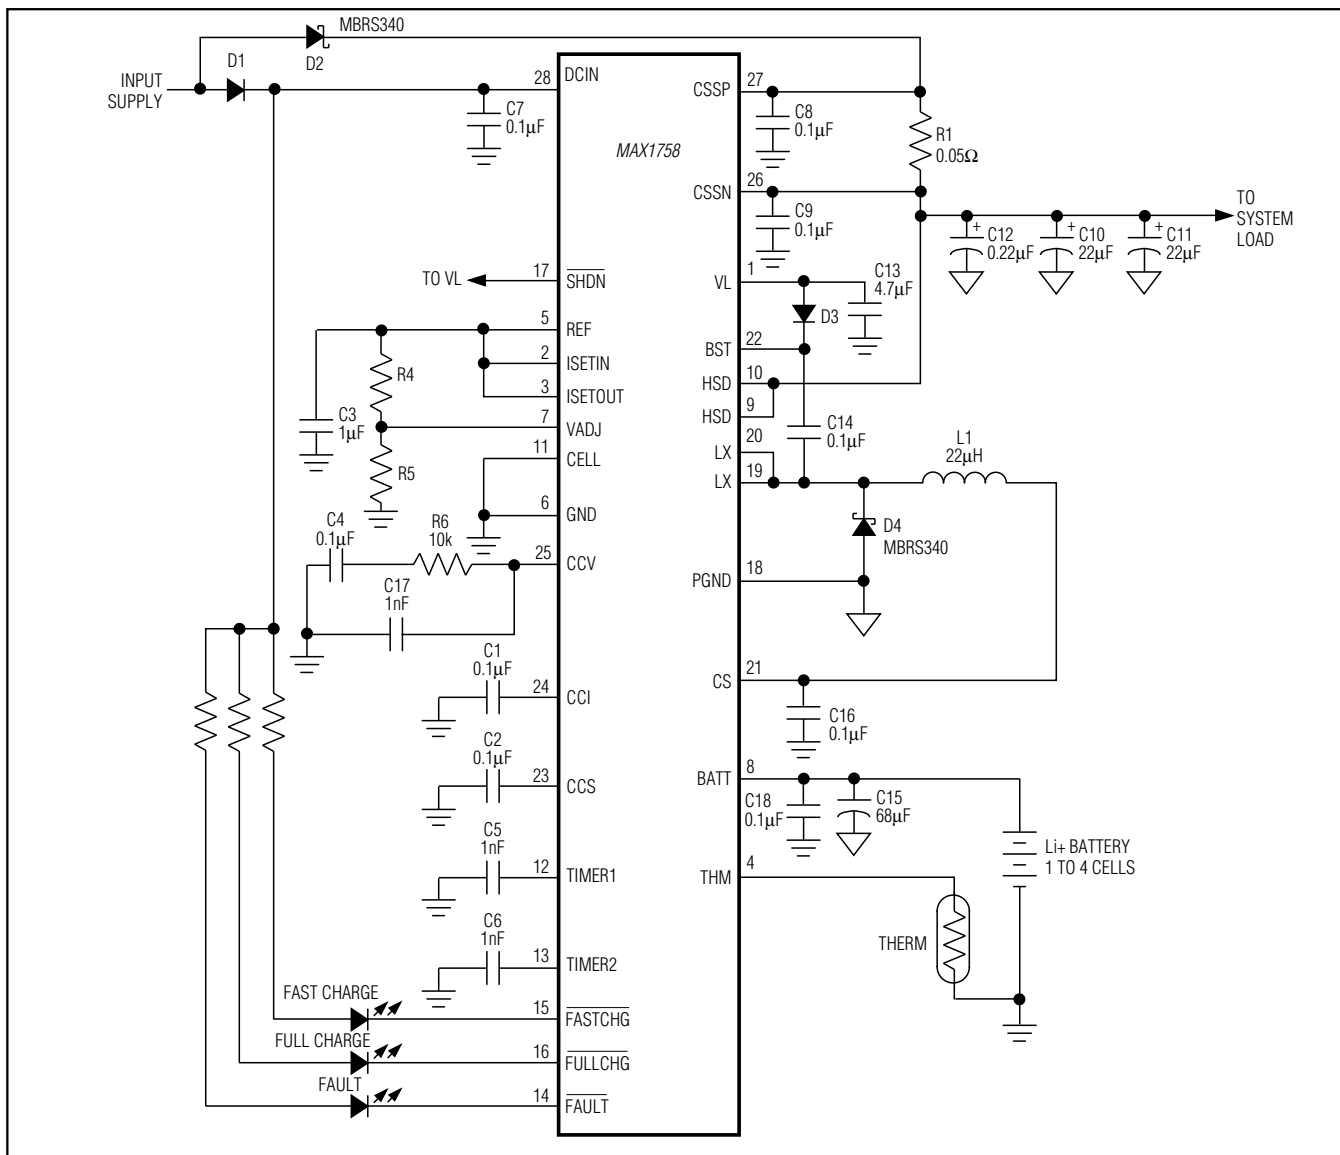 MBRS340
D1
D2
INPUT
SUPPLY
28
DCIN
C7
0.1µF
MAX1758
CSSP
27
C8
0.1µF
R1
0.05Ω
CSSN
26
C9
0.1µF
TO
SYSTEM
LOAD
+
C12
0.22µF
+
C10
22µF
+
C11
22µF
TO VL
17
SHDN
VL
1
C13
4.7µF
D3
5
REF
2
ISETIN
3
ISETOUT
R4
C3
1µF
7
VADJ
11
CELL
R5
6
GND
BST
22
HSD
10
HSD
9
C14
0.1µF
LX
20
LX
19
L1
22µH
D4
MBRS340
PGND
18
C4
0.1µF
R6
10k
25
CCV
C17
1nF
C1
0.1µF
24
CCI
CS
21
C16
0.1µF
C2
0.1µF
23
CCS
BATT
8
C18
0.1µF
C15
68µF
Li+ BATTERY
1 TO 4 CELLS
C5
1nF
12
TIMER1
THM
4
THERM
C6
1nF
13
TIMER2
FAST CHARGE
15
FASTCHG
FULL CHARGE
16
FULLCHG
FAULT
14
FAULT